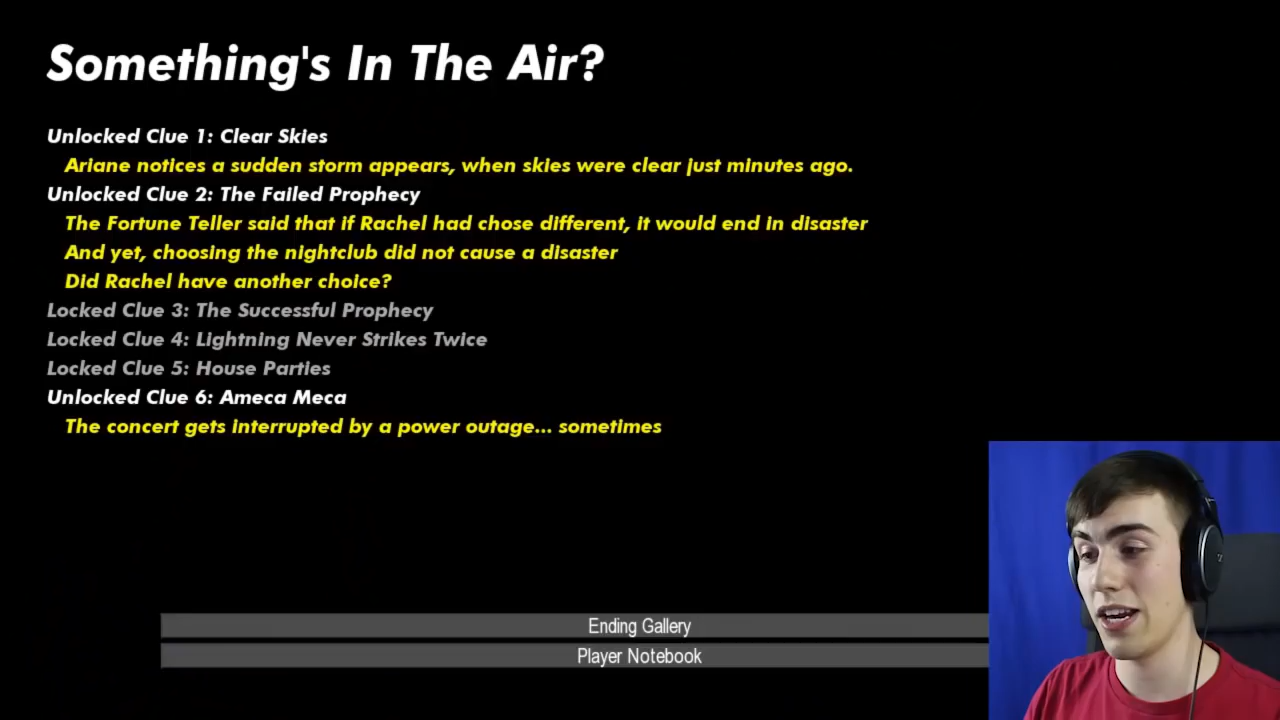 Something's In The Air?
Unlocked Clue 1: Clear Skies
Ariane notices a sudden storm appears, when skies were clear just minutes ago.
Unlocked Clue 2: The Failed Prophecy
The Fortune Teller said that if Rachel had chose different, it would end in disaster
And yet, choosing the nightclub did not cause a disaster
Did Rachel have another choice?
Locked Clue 3: The Successful Prophecy
Locked Clue 4: Lightning Never Strikes Twice
Locked Clue 5: House Parties
Unlocked Clue 6: Ameca Meca
The concert gets interrupted by a power outage... sometimes
Ending Gallery
Player Notebook